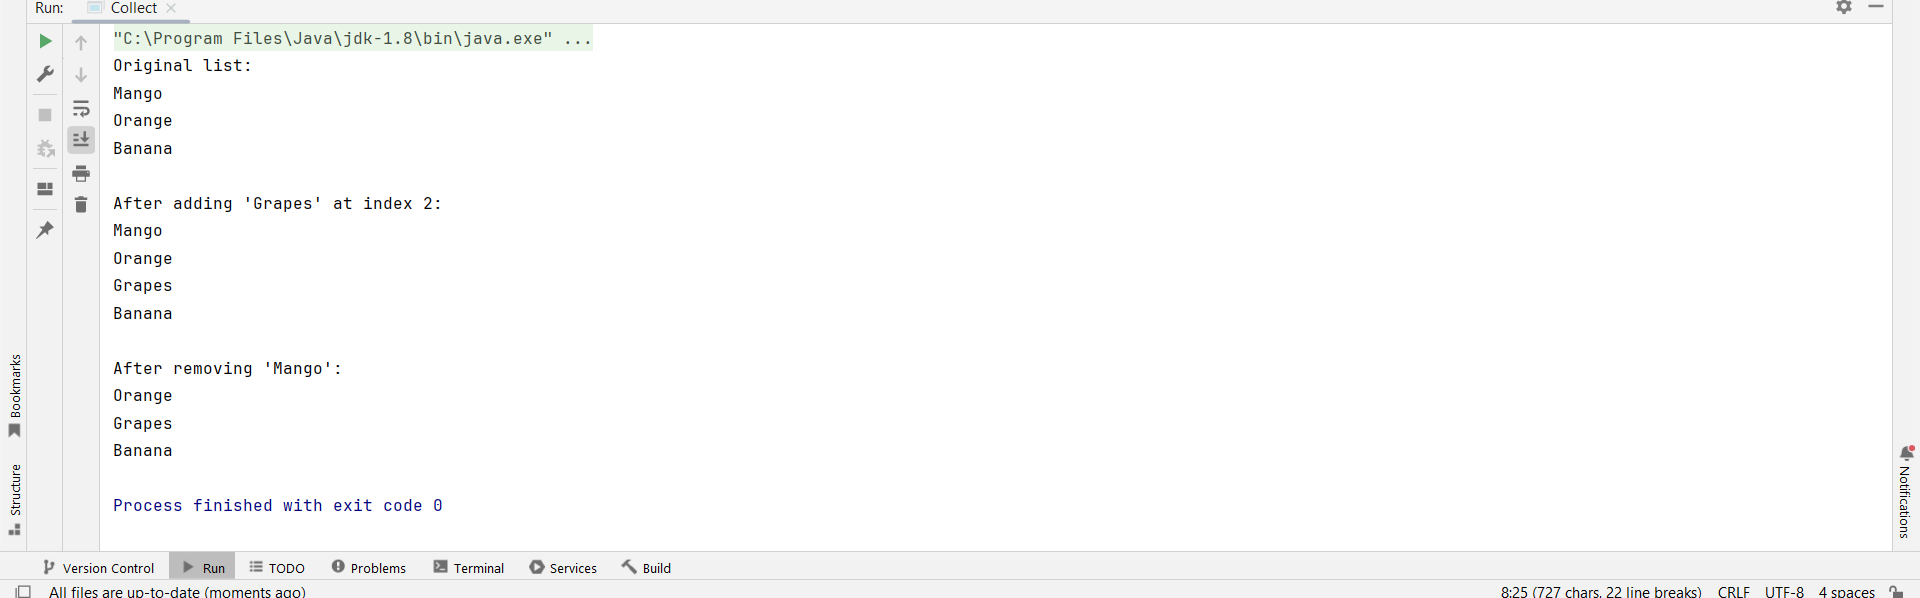 Run: Collect
"C:\Program Files\Java\jdk-1.8\bin\java.exe" ...
Original list:
Mango
Orange
Banana
After adding 'Grapes' at index 2:
Mango
Orange
Grapes
Banana
After removing 'Mango':
Orange
Grapes
Banana
Process finished with exit code 0
Bookmarks
Structure
Notifications
Version Control Run TODO Problems Terminal Services Build
All files are up-to-date (moments ago) 8:25 (727 chars, 22 line breaks) CRLF UTF-8 4 spaces